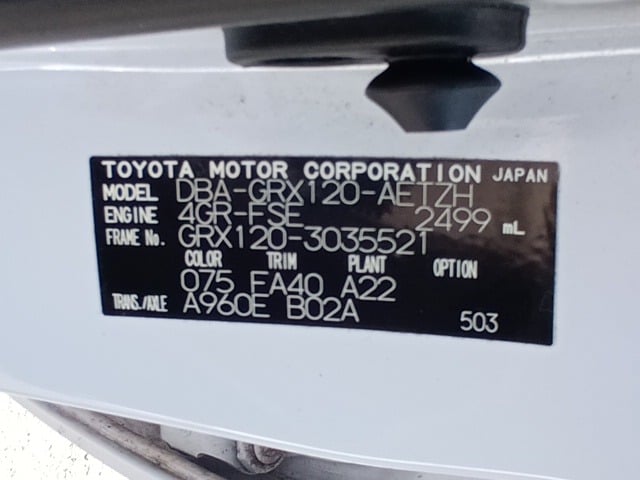 TOYOTA MOTOR CORPORATION JAPAN
MODEL DBA-GRX120-AETZH
ENGINE 4GR-FSE 2499 mL
FRAME No. GRX120-3035521
COLOR TRIM PLANT OPTION
075 FA40 A22
TRANS./AXLE A960E B02A
503